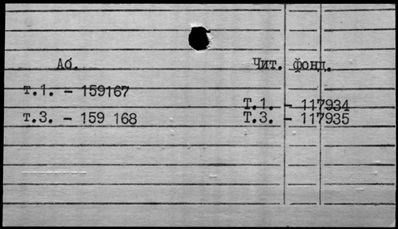 Аб. Чит. фонд.
т.1. - 159167
т.1. - 117934
т.3. - 159 168 т.3. - 117935